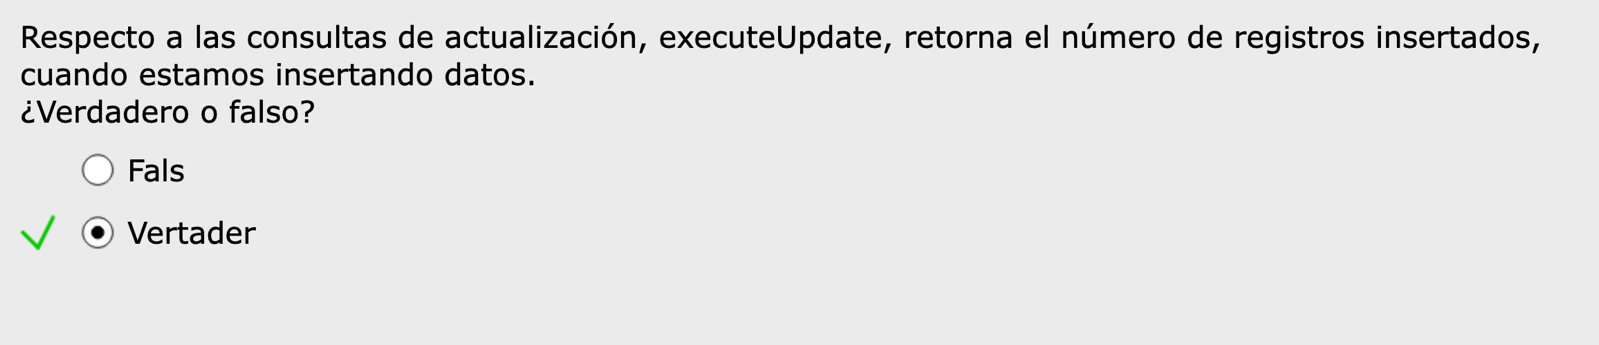 Respecto a las consultas de actualización, executeUpdate, retorna el número de registros insertados,
cuando estamos insertando datos.
¿Verdadero o falso?
Fals
Vertader